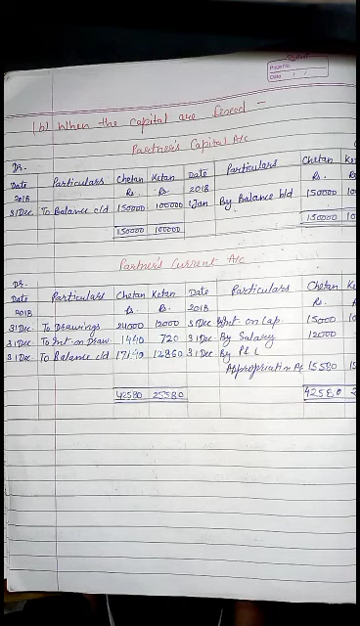 (b) When the capital are fixed -
Partner's Capital A/c
Dr.
Date Particulars Chetan Ketan Date Particulars Chetan
2018 Rs. Rs. 2018 Rs.
31 Dec To Balance c/d 150000 100000 1 Jan By Balance b/d 150000
150000 100000 150000
Partner's Current A/c
Dr.
Date Particulars Chetan Ketan Date Particulars Chetan
2018 Rs. Rs. 2018 Rs.
31 Dec To Drawings 24000 12000 31 Dec By Int. on Cap. 15000
31 Dec To Int. on Draw. 1440 720 31 Dec By Salary 12000
31 Dec To Balance c/d 17140 12860 31 Dec By P& L
Appropriation 15580
42580 25580 42580